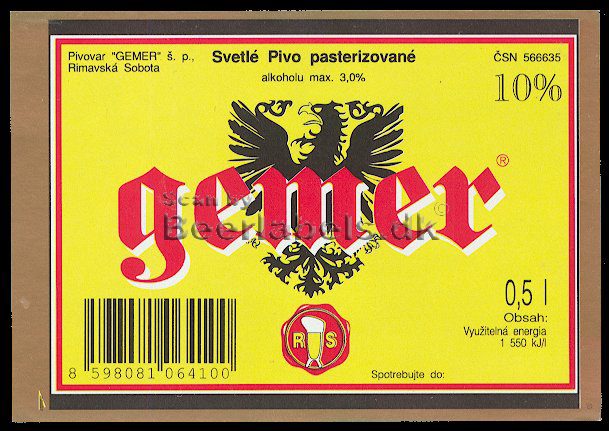 Pivovar "GEMER" š. p.,
Rimavská Sobota
Svetlé Pivo pasterizované
alkoholu max. 3,0%
ČSN 566635
10%
gemer®
Scan by
Beerlabels.dk
0,5 l
Obsah:
Využitelná energia
1 550 kJ/l
R S
8 598081 064100
Spotrebujte do: